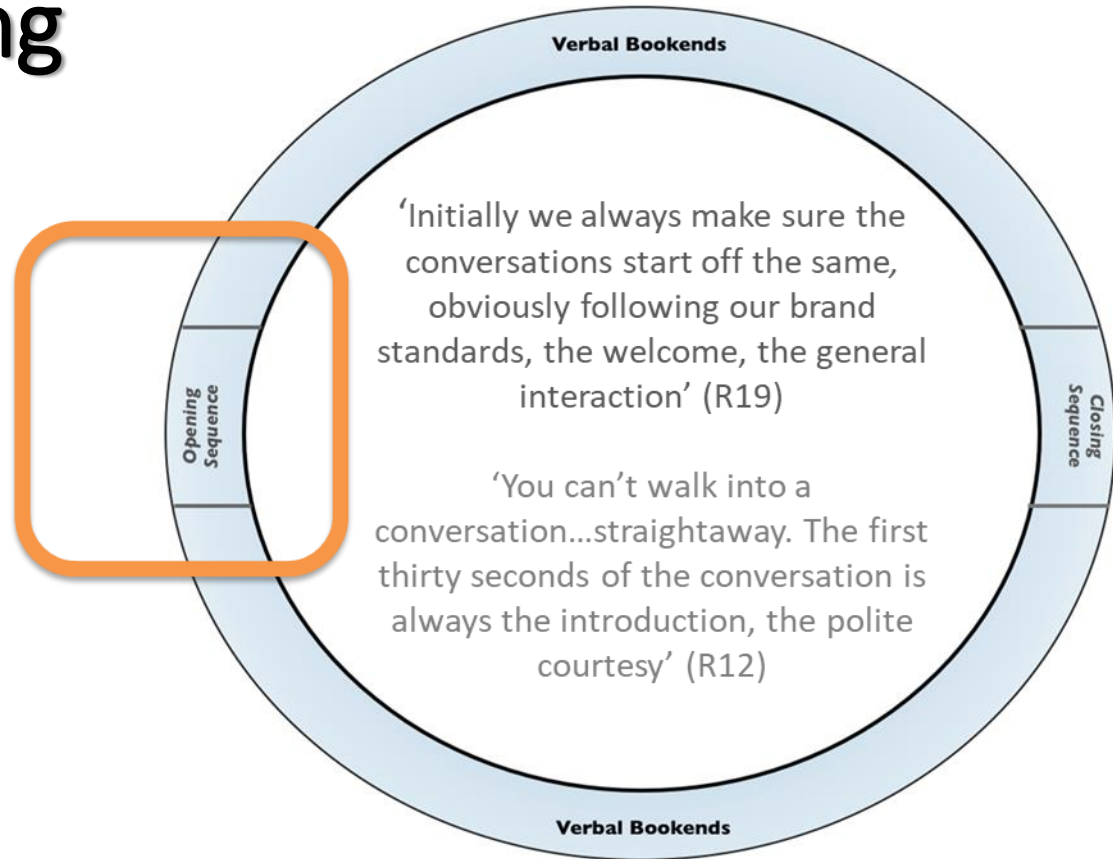 ng
Verbal Bookends
‘Initially we always make sure the
conversations start off the same,
obviously following our brand
standards, the welcome, the general
interaction’ (R19)
Opening
Sequence
Closing
Sequence
‘You can’t walk into a
conversation...straightaway. The first
thirty seconds of the conversation is
always the introduction, the polite
courtesy’ (R12)
Verbal Bookends